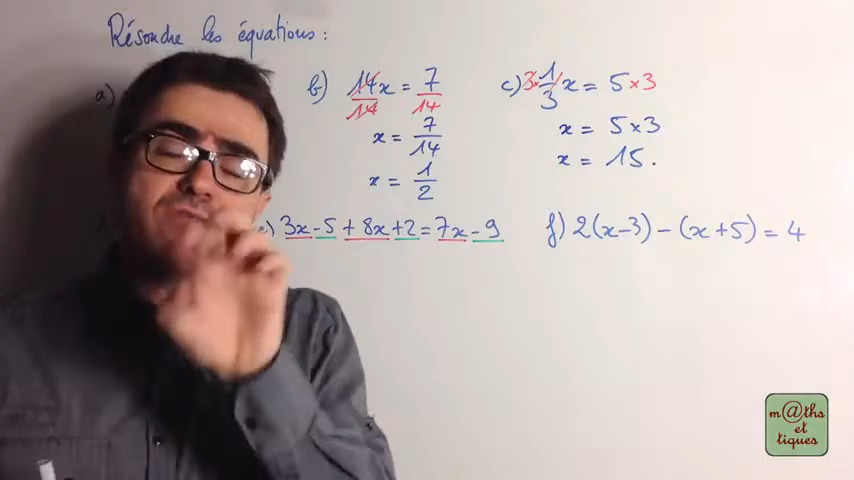 Résoudre les équations :
a)
b) 14x/14 = 7/14
x = 7/14
x = 1/2
c) 3×1/3x = 5×3
x = 5×3
x = 15.
e) 3x-5+8x+2=7x-9
f) 2(x-3)-(x+5)=4
m@ths
et
tiques